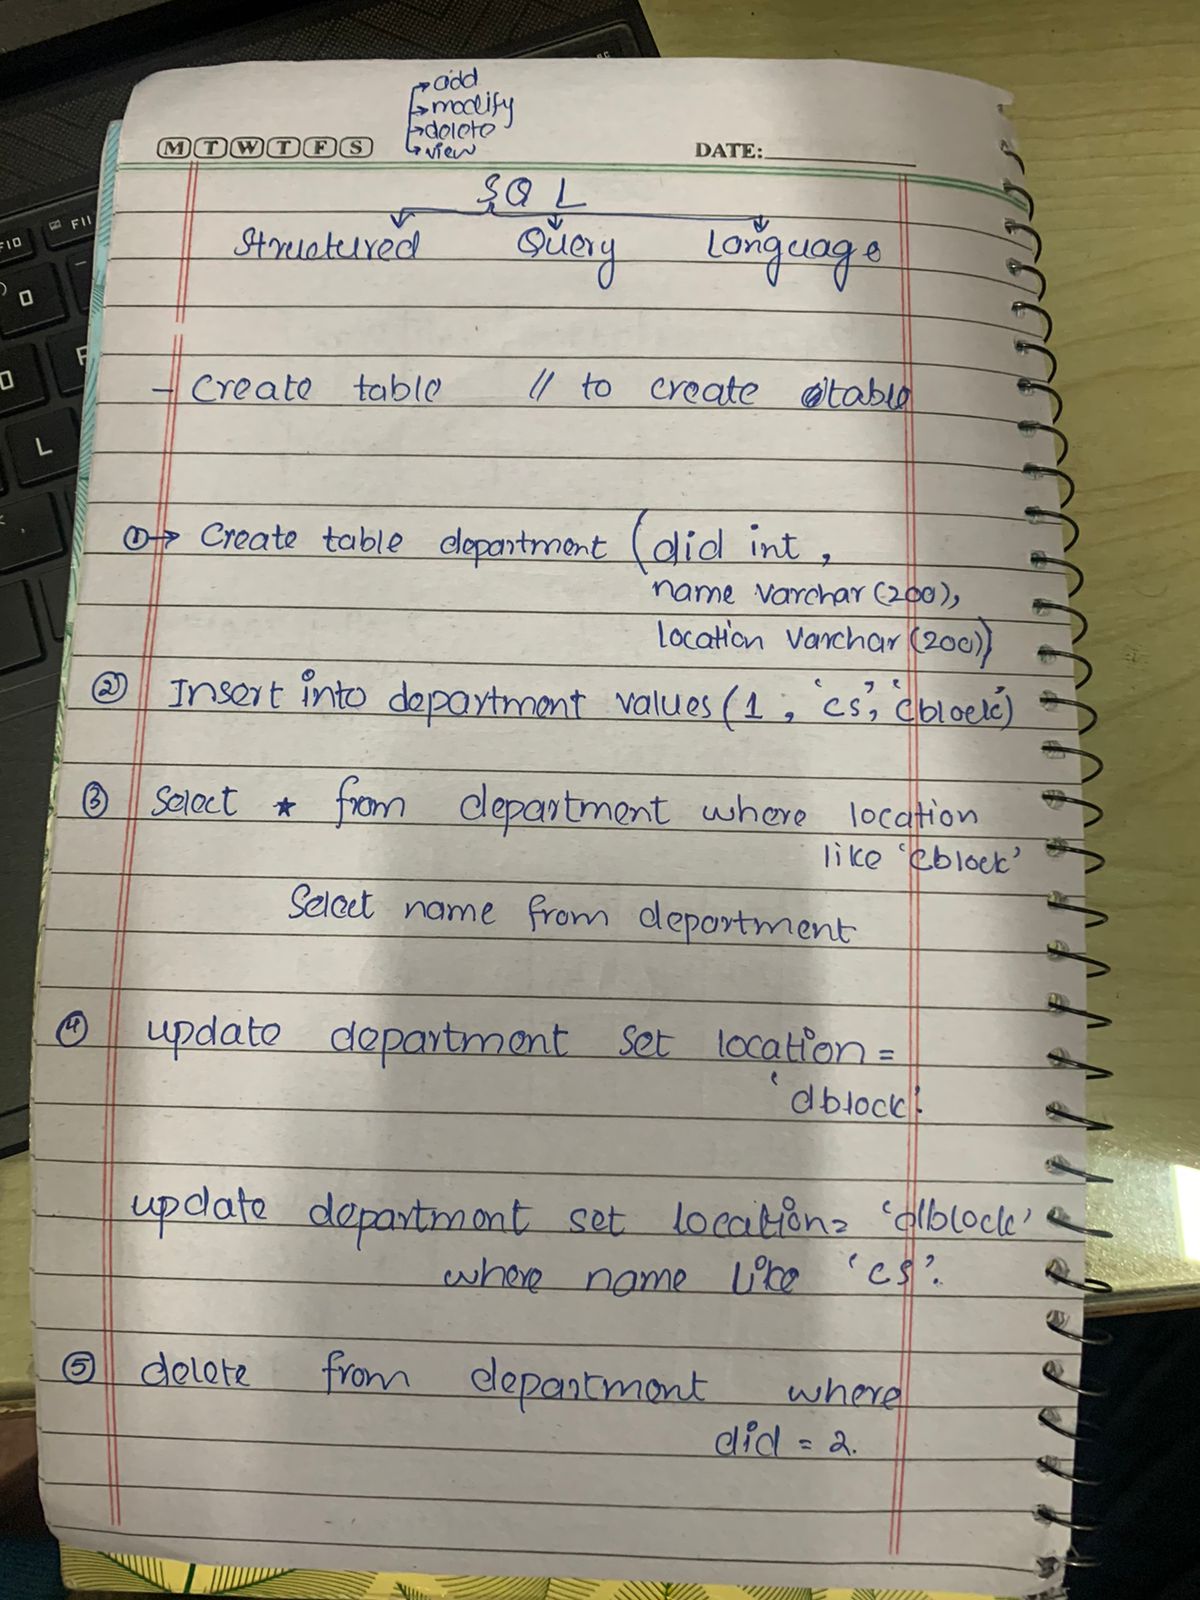 → add
→ modify
→ delete
→ view
M T W T F S DATE:
S Q L
Structured Query Language
- Create table // to create table
① → Create table department (did int,
name varchar (200),
location varchar (200))
② Insert into department values (1, 'cs', 'cblock')
③ Select * from department where location
like 'cblock'
Select name from department
④ update department set location =
'dblock'.
update department set location = 'dblock'
where name like 'cs'.
⑤ delete from department where
did = 2.
F10
F11
L